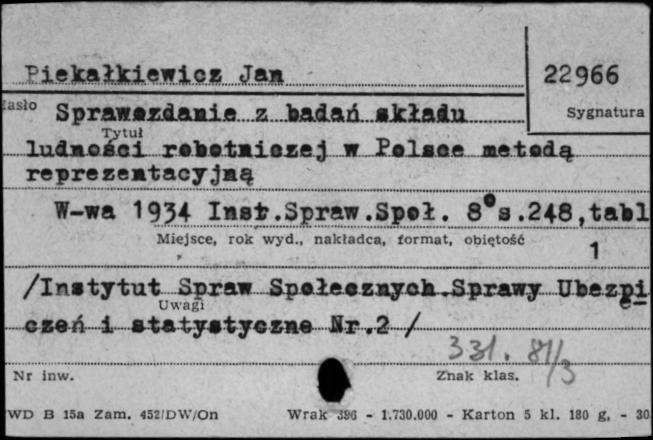 Piekałkiewicz Jan
22966
Hasło
Sygnatura
Sprawozdanie z badań składu
Tytuł
ludności robotniczej w Polsce metodą
reprezentacyjną
W-wa 1934 Inst.Spraw.Społ. 8° s.248,tabl
Miejsce, rok wyd., nakładca, format, objętość
1
/Instytut Spraw Społecznych.Sprawy Ubezpi
Uwagi
czeń i statystyczne Nr.2 /
331. 81/3
Nr inw.
Znak klas.
WD B 15a Zam. 452/DW/On Wrak 396 - 1.730.000 - Karton 5 kl. 180 g, - 30